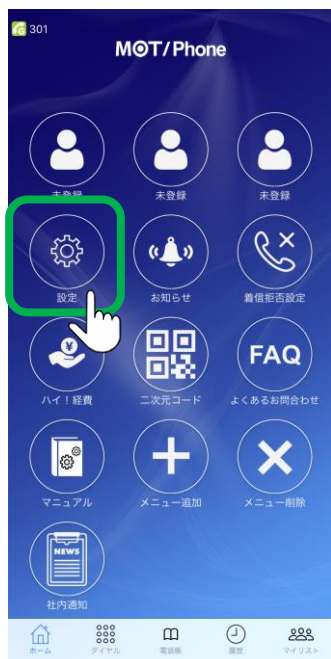 301
MOT/Phone
未登録
未登録
未登録
設定
お知らせ
着信拒否設定
¥
ハイ！経費
二次元コード
FAQ
よくあるお問合わせ
マニュアル
メニュー追加
メニュー削除
NEWS
社内通知
ホーム
ダイヤル
電話帳
履歴
マイリスト